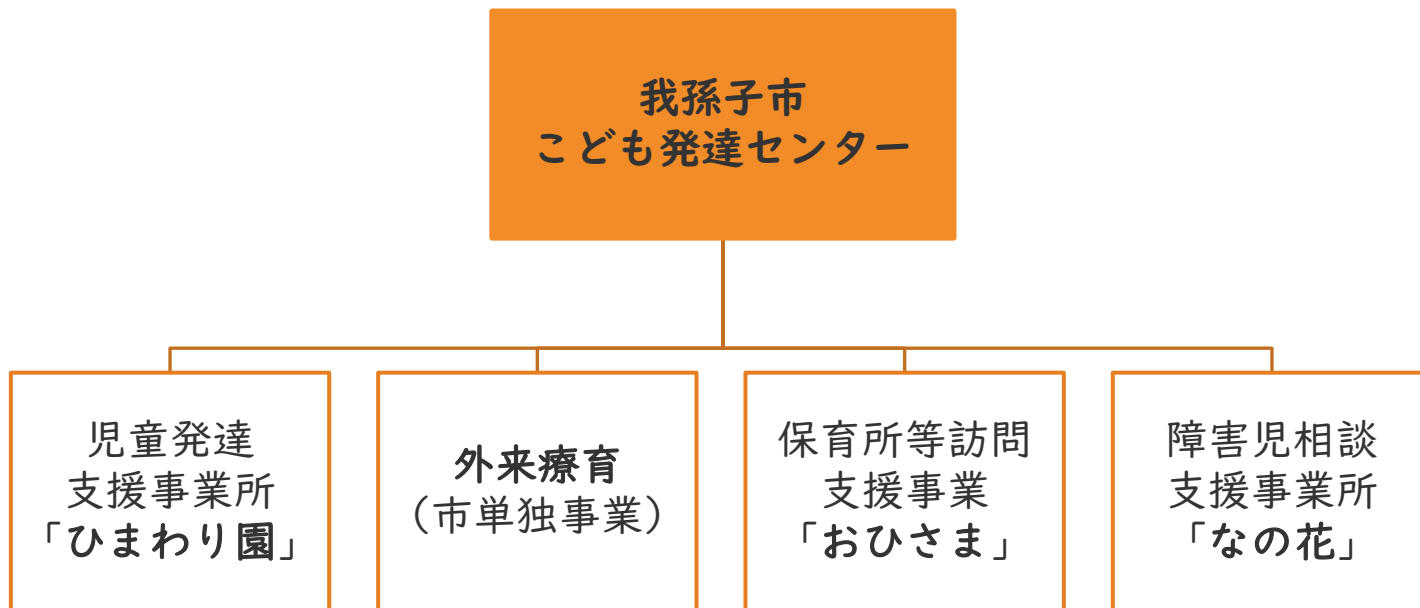 我孫子市
こども発達センター
児童発達
支援事業所
「ひまわり園」
外来療育
（市単独事業）
保育所等訪問
支援事業
「おひさま」
障害児相談
支援事業所
「なの花」